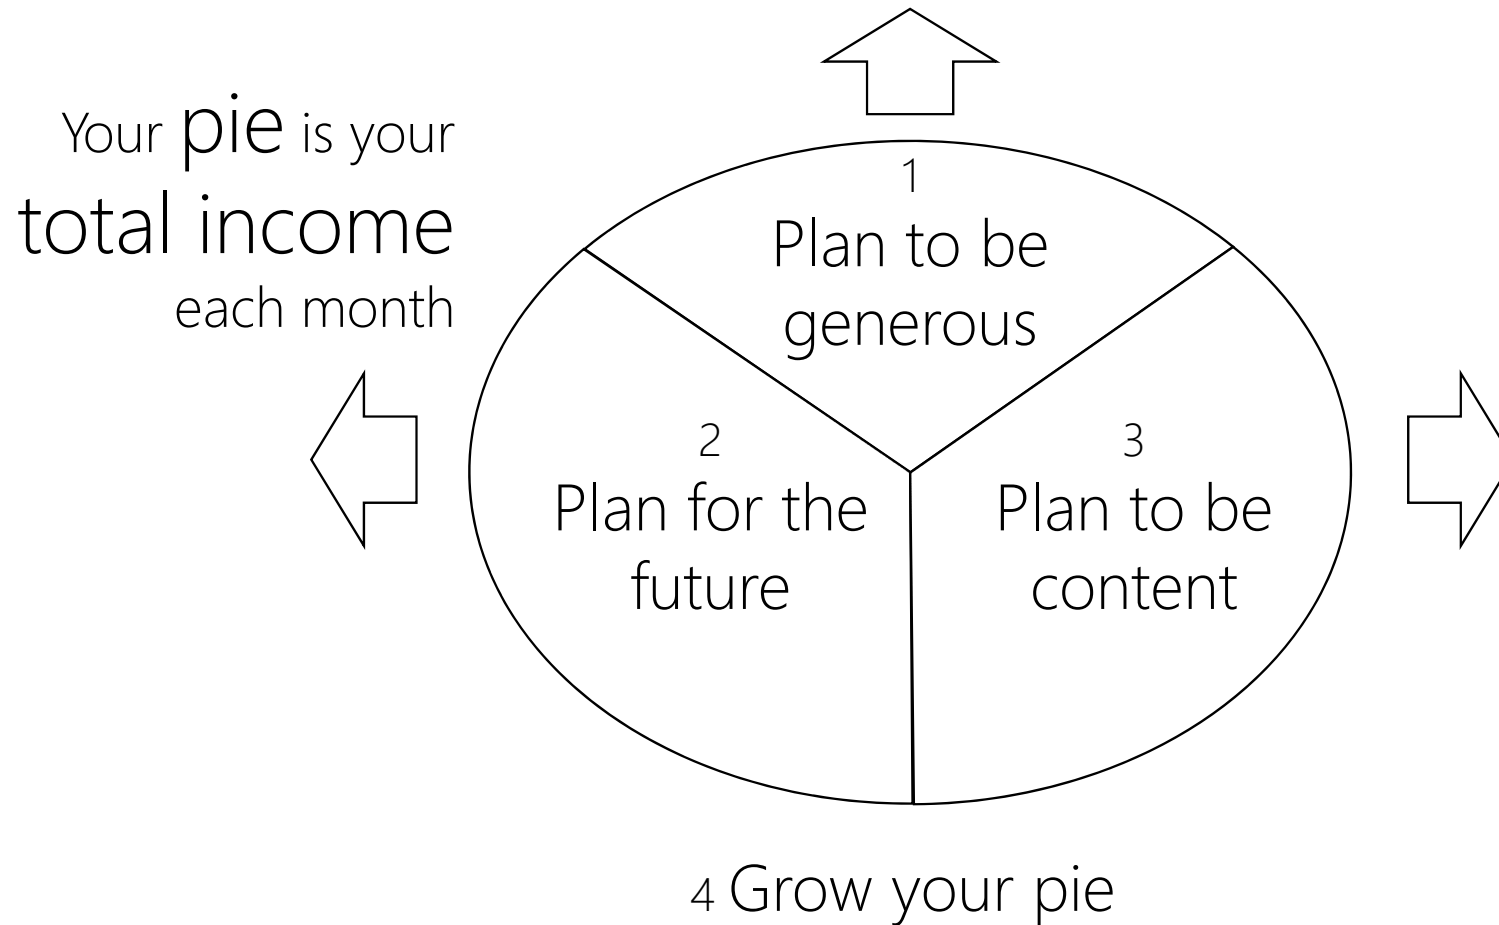 Your pie is your
total income
each month
1
Plan to be
generous
2
Plan for the
future
3
Plan to be
content
4 Grow your pie